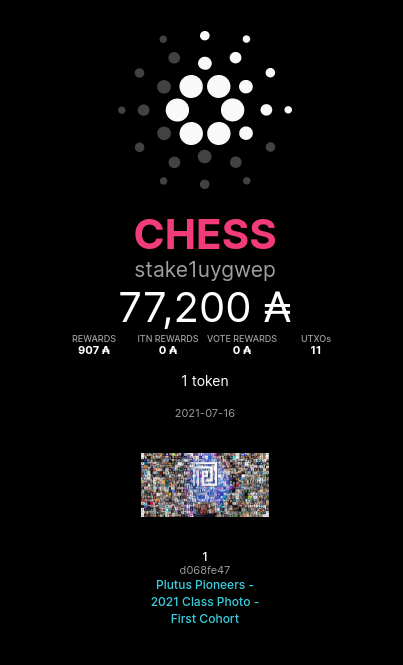 CHESS
stake1uygwep
77,200 ₳
REWARDS ITN REWARDS VOTE REWARDS UTXOs
907 ₳ 0 ₳ 0 ₳ 11
1 token
2021-07-16
1
d068fe47
Plutus Pioneers -
2021 Class Photo -
First Cohort